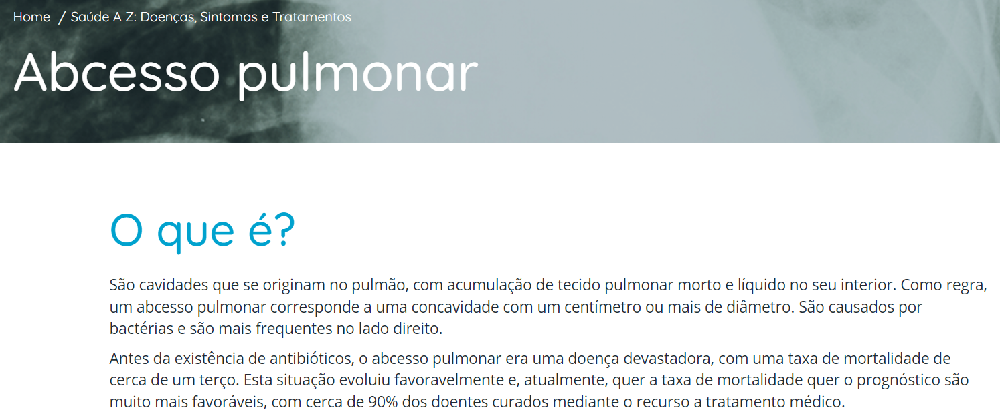 Home / Saúde A Z: Doenças, Sintomas e Tratamentos
Abcesso pulmonar
O que é?
São cavidades que se originam no pulmão, com acumulação de tecido pulmonar morto e líquido no seu interior. Como regra,
um abcesso pulmonar corresponde a uma concavidade com um centímetro ou mais de diâmetro. São causados por
bactérias e são mais frequentes no lado direito.
Antes da existência de antibióticos, o abcesso pulmonar era uma doença devastadora, com uma taxa de mortalidade de
cerca de um terço. Esta situação evoluiu favoravelmente e, atualmente, quer a taxa de mortalidade quer o prognóstico são
muito mais favoráveis, com cerca de 90% dos doentes curados mediante o recurso a tratamento médico.